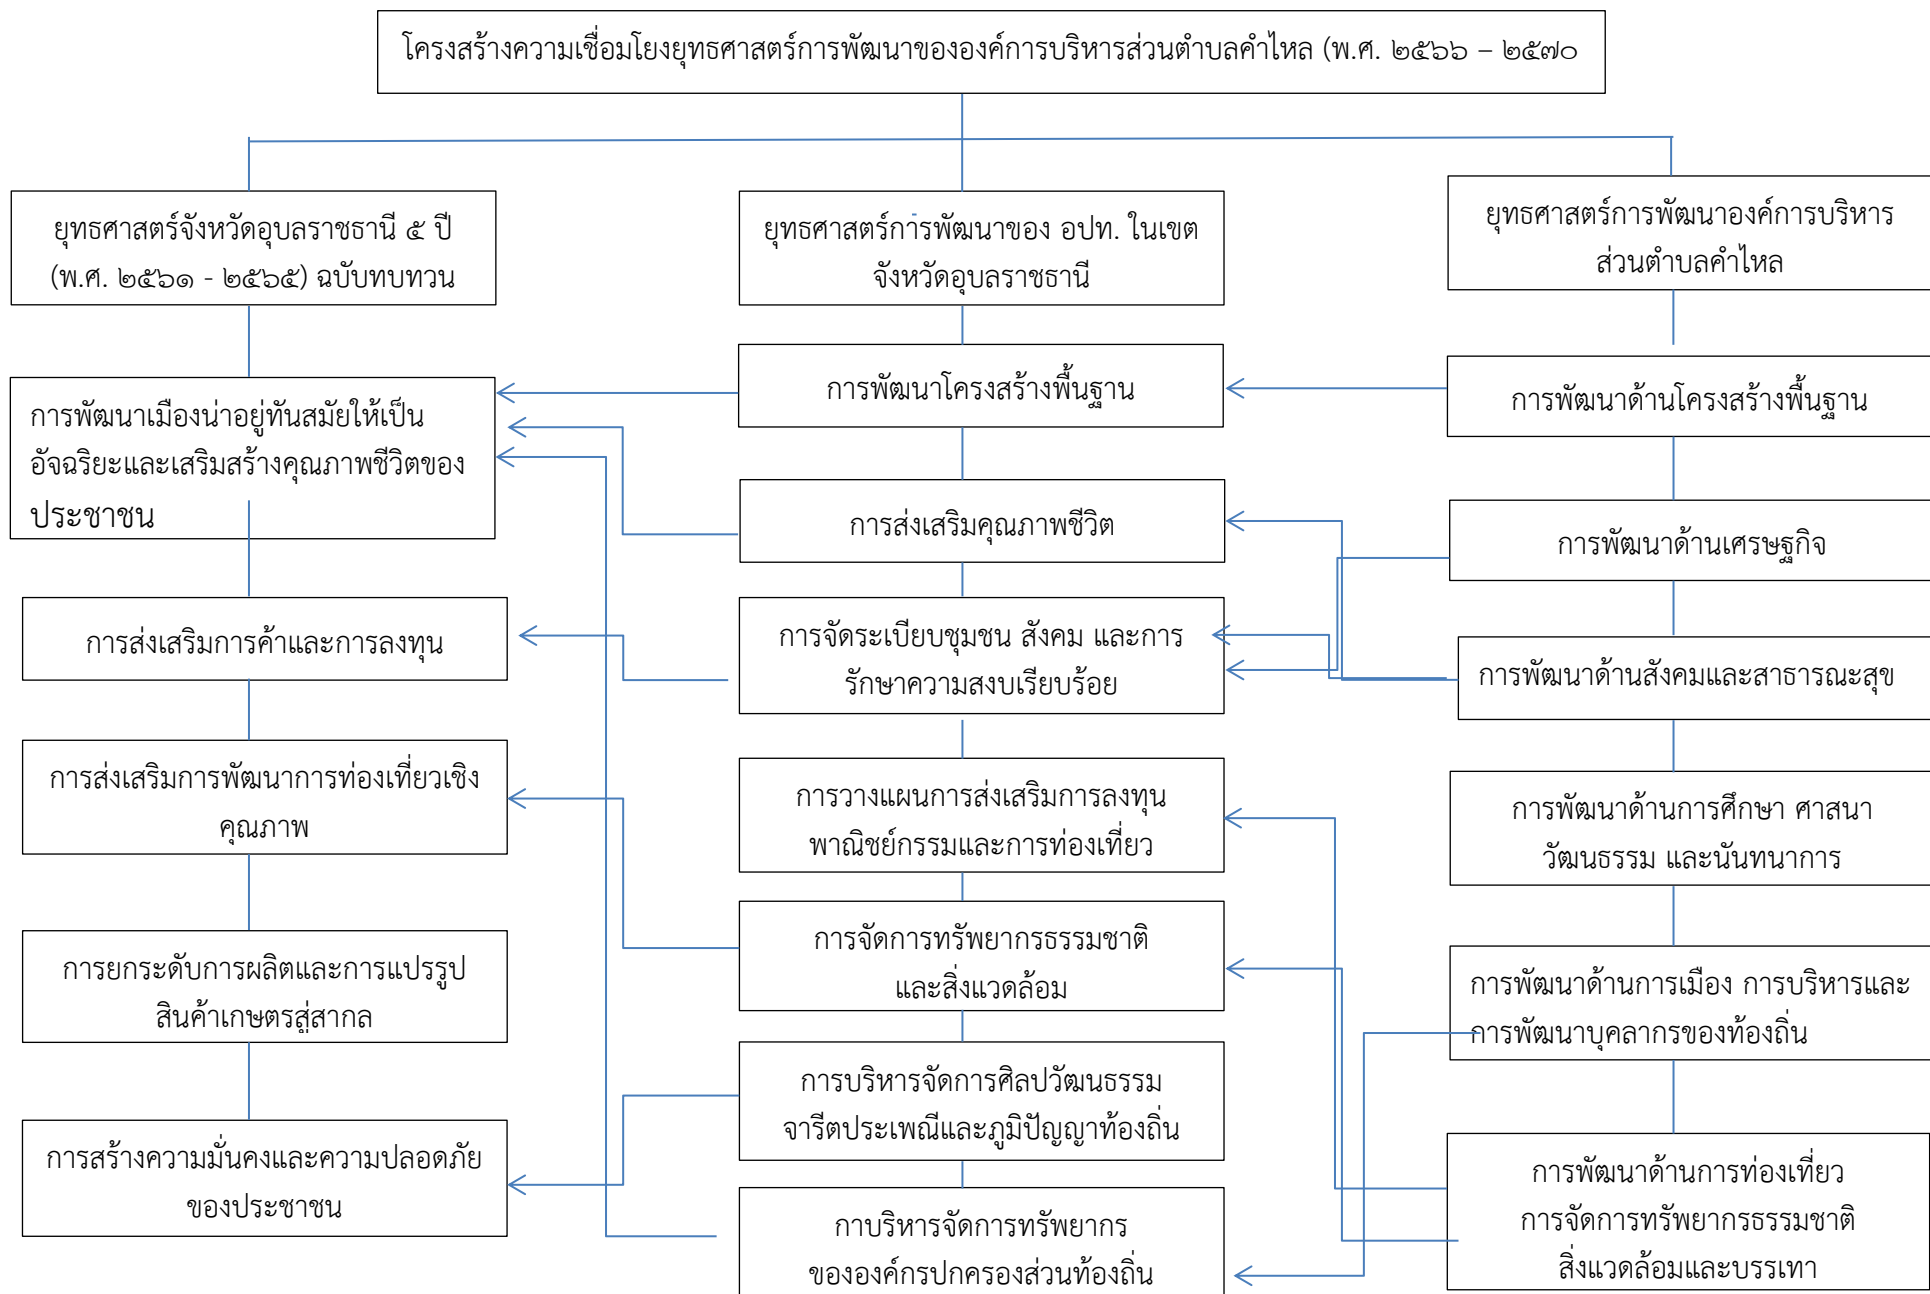 โครงสร้างความเชื่อมโยงยุทธศาสตร์การพัฒนาขององค์การบริหารส่วนตำบลคำไหล (พ.ศ. ๒๕๖๖ – ๒๕๗๐
ยุทธศาสตร์จังหวัดอุบลราชธานี ๕ ปี
(พ.ศ. ๒๕๖๑ - ๒๕๖๕) ฉบับทบทวน
การพัฒนาเมืองน่าอยู่ทันสมัยให้เป็น
อัจฉริยะและเสริมสร้างคุณภาพชีวิตของ
ประชาชน
การส่งเสริมการค้าและการลงทุน
การส่งเสริมการพัฒนาการท่องเที่ยวเชิง
คุณภาพ
การยกระดับการผลิตและการแปรรูป
สินค้าเกษตรสู่สากล
การสร้างความมั่นคงและความปลอดภัย
ของประชาชน
ยุทธศาสตร์การพัฒนาของ อปท. ในเขต
จังหวัดอุบลราชธานี
การพัฒนาโครงสร้างพื้นฐาน
การส่งเสริมคุณภาพชีวิต
การจัดระเบียบชุมชน สังคม และการ
รักษาความสงบเรียบร้อย
การวางแผนการส่งเสริมการลงทุน
พาณิชย์กรรมและการท่องเที่ยว
การจัดการทรัพยากรธรรมชาติ
และสิ่งแวดล้อม
การบริหารจัดการศิลปวัฒนธรรม
จารีตประเพณีและภูมิปัญญาท้องถิ่น
กาบริหารจัดการทรัพยากร
ขององค์กรปกครองส่วนท้องถิ่น
ยุทธศาสตร์การพัฒนาองค์การบริหาร
ส่วนตำบลคำไหล
การพัฒนาด้านโครงสร้างพื้นฐาน
การพัฒนาด้านเศรษฐกิจ
การพัฒนาด้านสังคมและสาธารณะสุข
การพัฒนาด้านการศึกษา ศาสนา
วัฒนธรรม และนันทนาการ
การพัฒนาด้านการเมือง การบริหารและ
การพัฒนาบุคลากรของท้องถิ่น
การพัฒนาด้านการท่องเที่ยว
การจัดการทรัพยากรธรรมชาติ
สิ่งแวดล้อมและบรรเทา